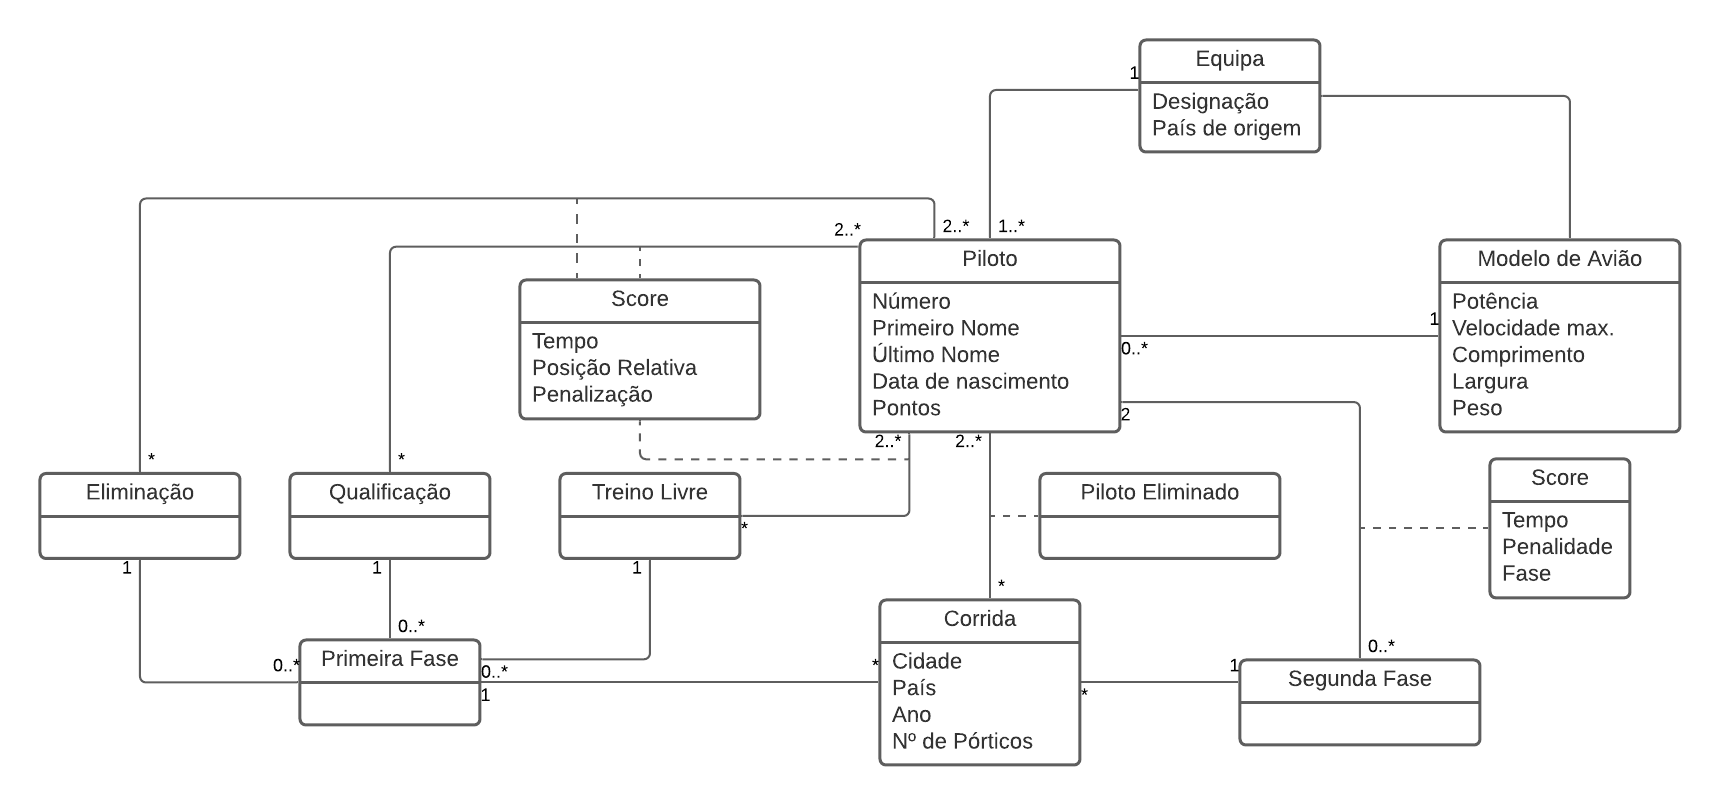 Equipa
1
Designação
País de origem
2..*
2..*
1..*
Piloto
Número
Primeiro Nome
Último Nome
Data de nascimento
Pontos
Modelo de Avião
Potência
Velocidade max.
Comprimento
Largura
Peso
1
0..*
2
Score
Tempo
Posição Relativa
Penalização
2..*
2..*
*
*
Eliminação
Qualificação
Treino Livre
*
Piloto Eliminado
Score
Tempo
Penalidade
Fase
1
1
1
*
0..*
0..*
Primeira Fase
0..*
1
*
Corrida
Cidade
País
Ano
Nº de Pórticos
*
1
0..*
Segunda Fase